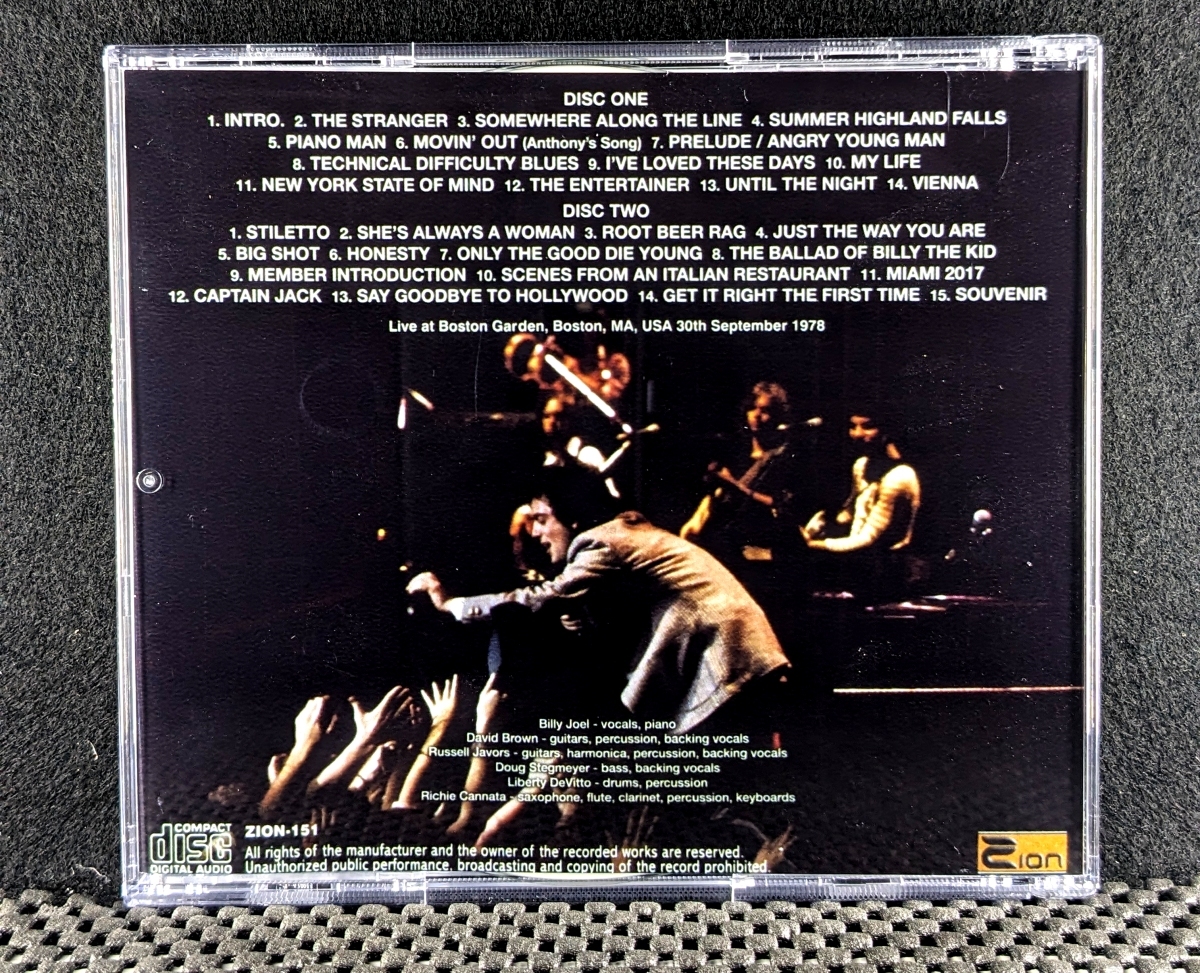 DISC ONE
1. INTRO. 2. THE STRANGER 3. SOMEWHERE ALONG THE LINE 4. SUMMER HIGHLAND FALLS
5. PIANO MAN 6. MOVIN' OUT (Anthony's Song) 7. PRELUDE / ANGRY YOUNG MAN
8. TECHNICAL DIFFICULTY BLUES 9. I'VE LOVED THESE DAYS 10. MY LIFE
11. NEW YORK STATE OF MIND 12. THE ENTERTAINER 13. UNTIL THE NIGHT 14. VIENNA
DISC TWO
1. STILETTO 2. SHE'S ALWAYS A WOMAN 3. ROOT BEER RAG 4. JUST THE WAY YOU ARE
5. BIG SHOT 6. HONESTY 7. ONLY THE GOOD DIE YOUNG 8. THE BALLAD OF BILLY THE KID
9. MEMBER INTRODUCTION 10. SCENES FROM AN ITALIAN RESTAURANT 11. MIAMI 2017
12. CAPTAIN JACK 13. SAY GOODBYE TO HOLLYWOOD 14. GET IT RIGHT THE FIRST TIME 15. SOUVENIR
Live at Boston Garden, Boston, MA, USA 30th September 1978
Billy Joel - vocals, piano
David Brown - guitars, percussion, backing vocals
Russell Javors - guitars, harmonica, percussion, backing vocals
Doug Stegmeyer - bass, backing vocals
Liberty DeVitto - drums, percussion
Richie Cannata - saxophone, flute, clarinet, percussion, keyboards
COMPACT
disc
DIGITAL AUDIO
ZION-151
All rights of the manufacturer and the owner of the recorded works are reserved.
Unauthorized public performance, broadcasting and copying of the record prohibited.
Zion